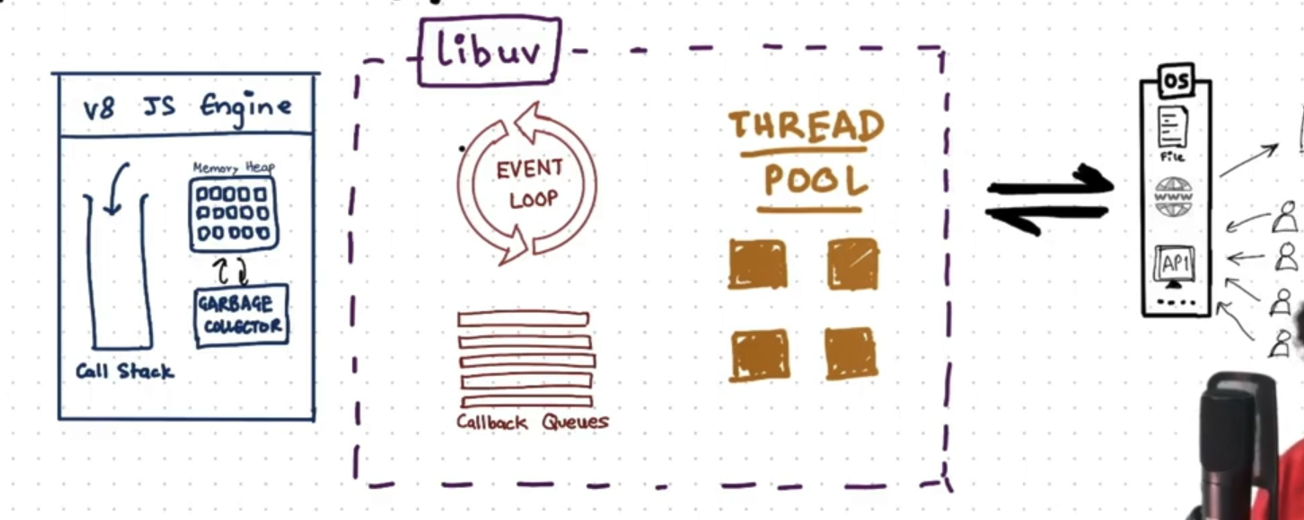 libuv
V8 JS Engine
Memory Heap
GARBAGE
COLLECTOR
Call Stack
EVENT
LOOP
Callback Queues
THREAD
POOL
OS
File
WWW
API